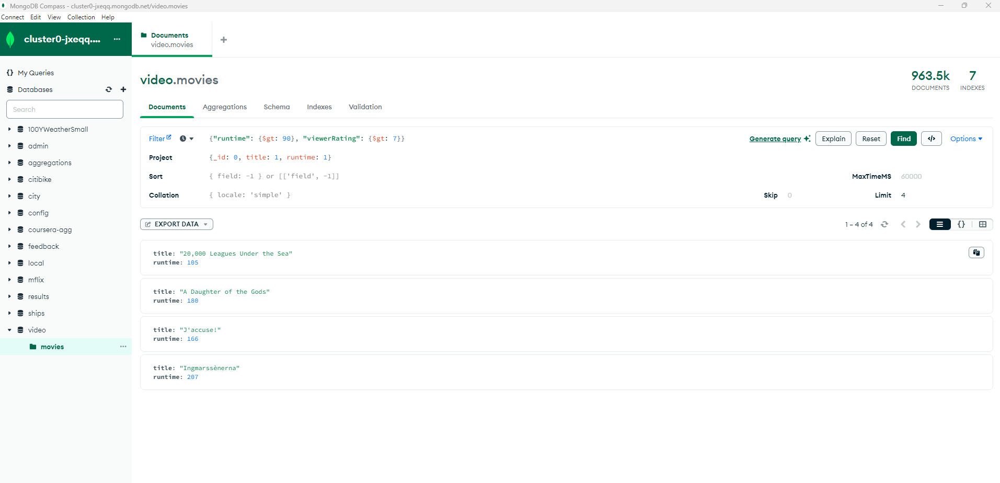 MongoDB Compass - cluster0-jxeqq.mongodb.net/video.movies
Connect Edit View Collection Help
cluster0-jxeqq....
Documents
video.movies
My Queries
Databases
Search
100YWeatherSmall
admin
aggregations
citibike
city
config
coursera-agg
feedback
local
mflix
results
ships
video
movies
video.movies
963.5k
DOCUMENTS
7
INDEXES
Documents Aggregations Schema Indexes Validation
Filter {"runtime": {$gt: 90}, "viewerRating": {$gt: 7}} Generate query Explain Reset Find </> Options
Project {_id: 0, title: 1, runtime: 1}
Sort { field: -1 } or [['field', -1]] MaxTimeMS 60000
Collation { locale: 'simple' } Skip 0 Limit 4
EXPORT DATA 1 – 4 of 4 {}
title: "20,000 Leagues Under the Sea"
runtime: 105
title: "A Daughter of the Gods"
runtime: 180
title: "J'accuse!"
runtime: 166
title: "Ingmarssènerna"
runtime: 207